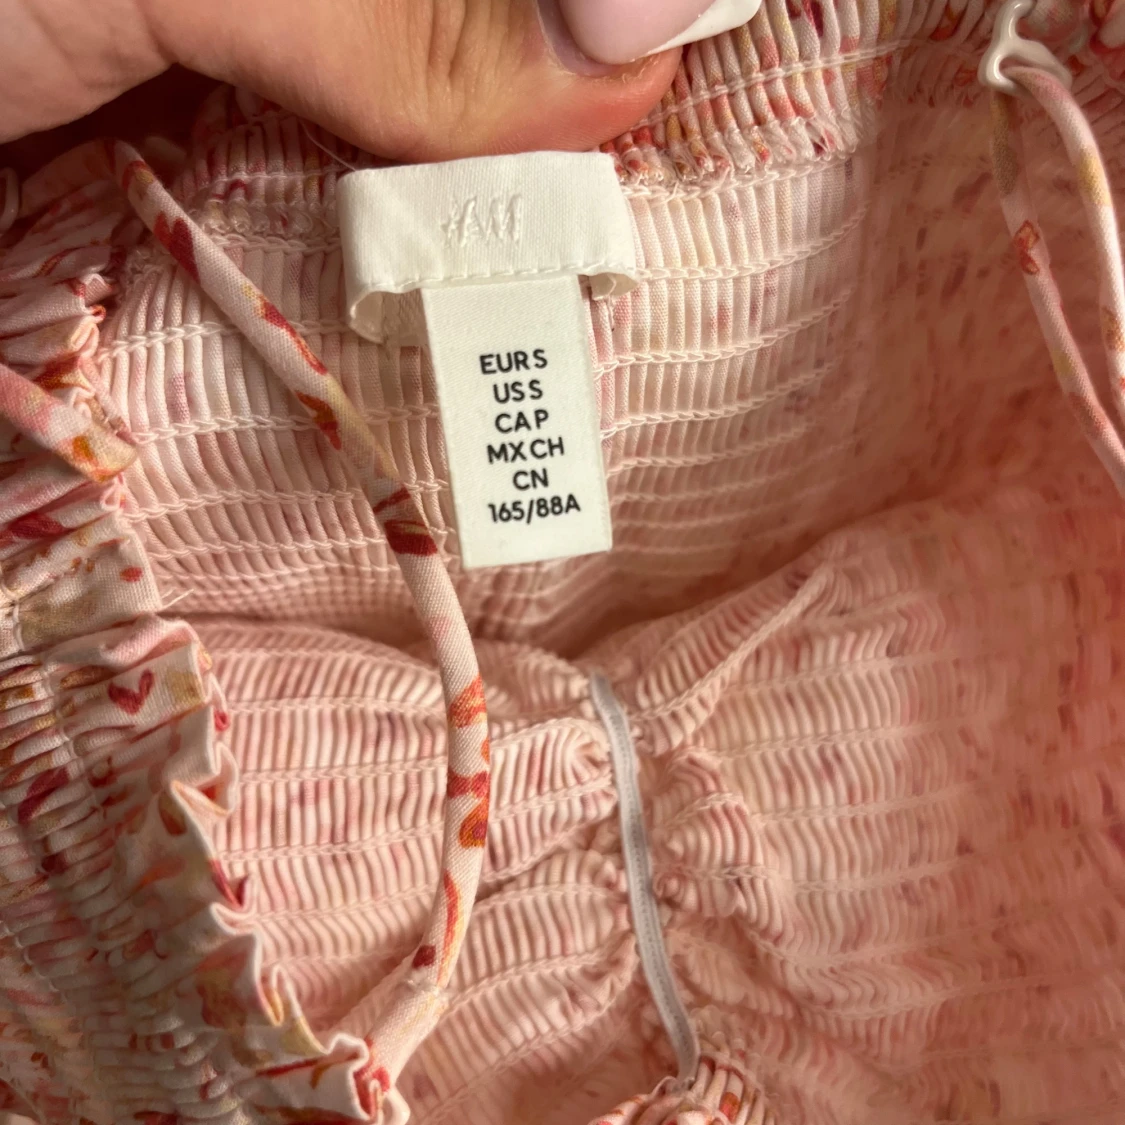 H&M
EUR S
US S
CA P
MX CH
CN
165/88A